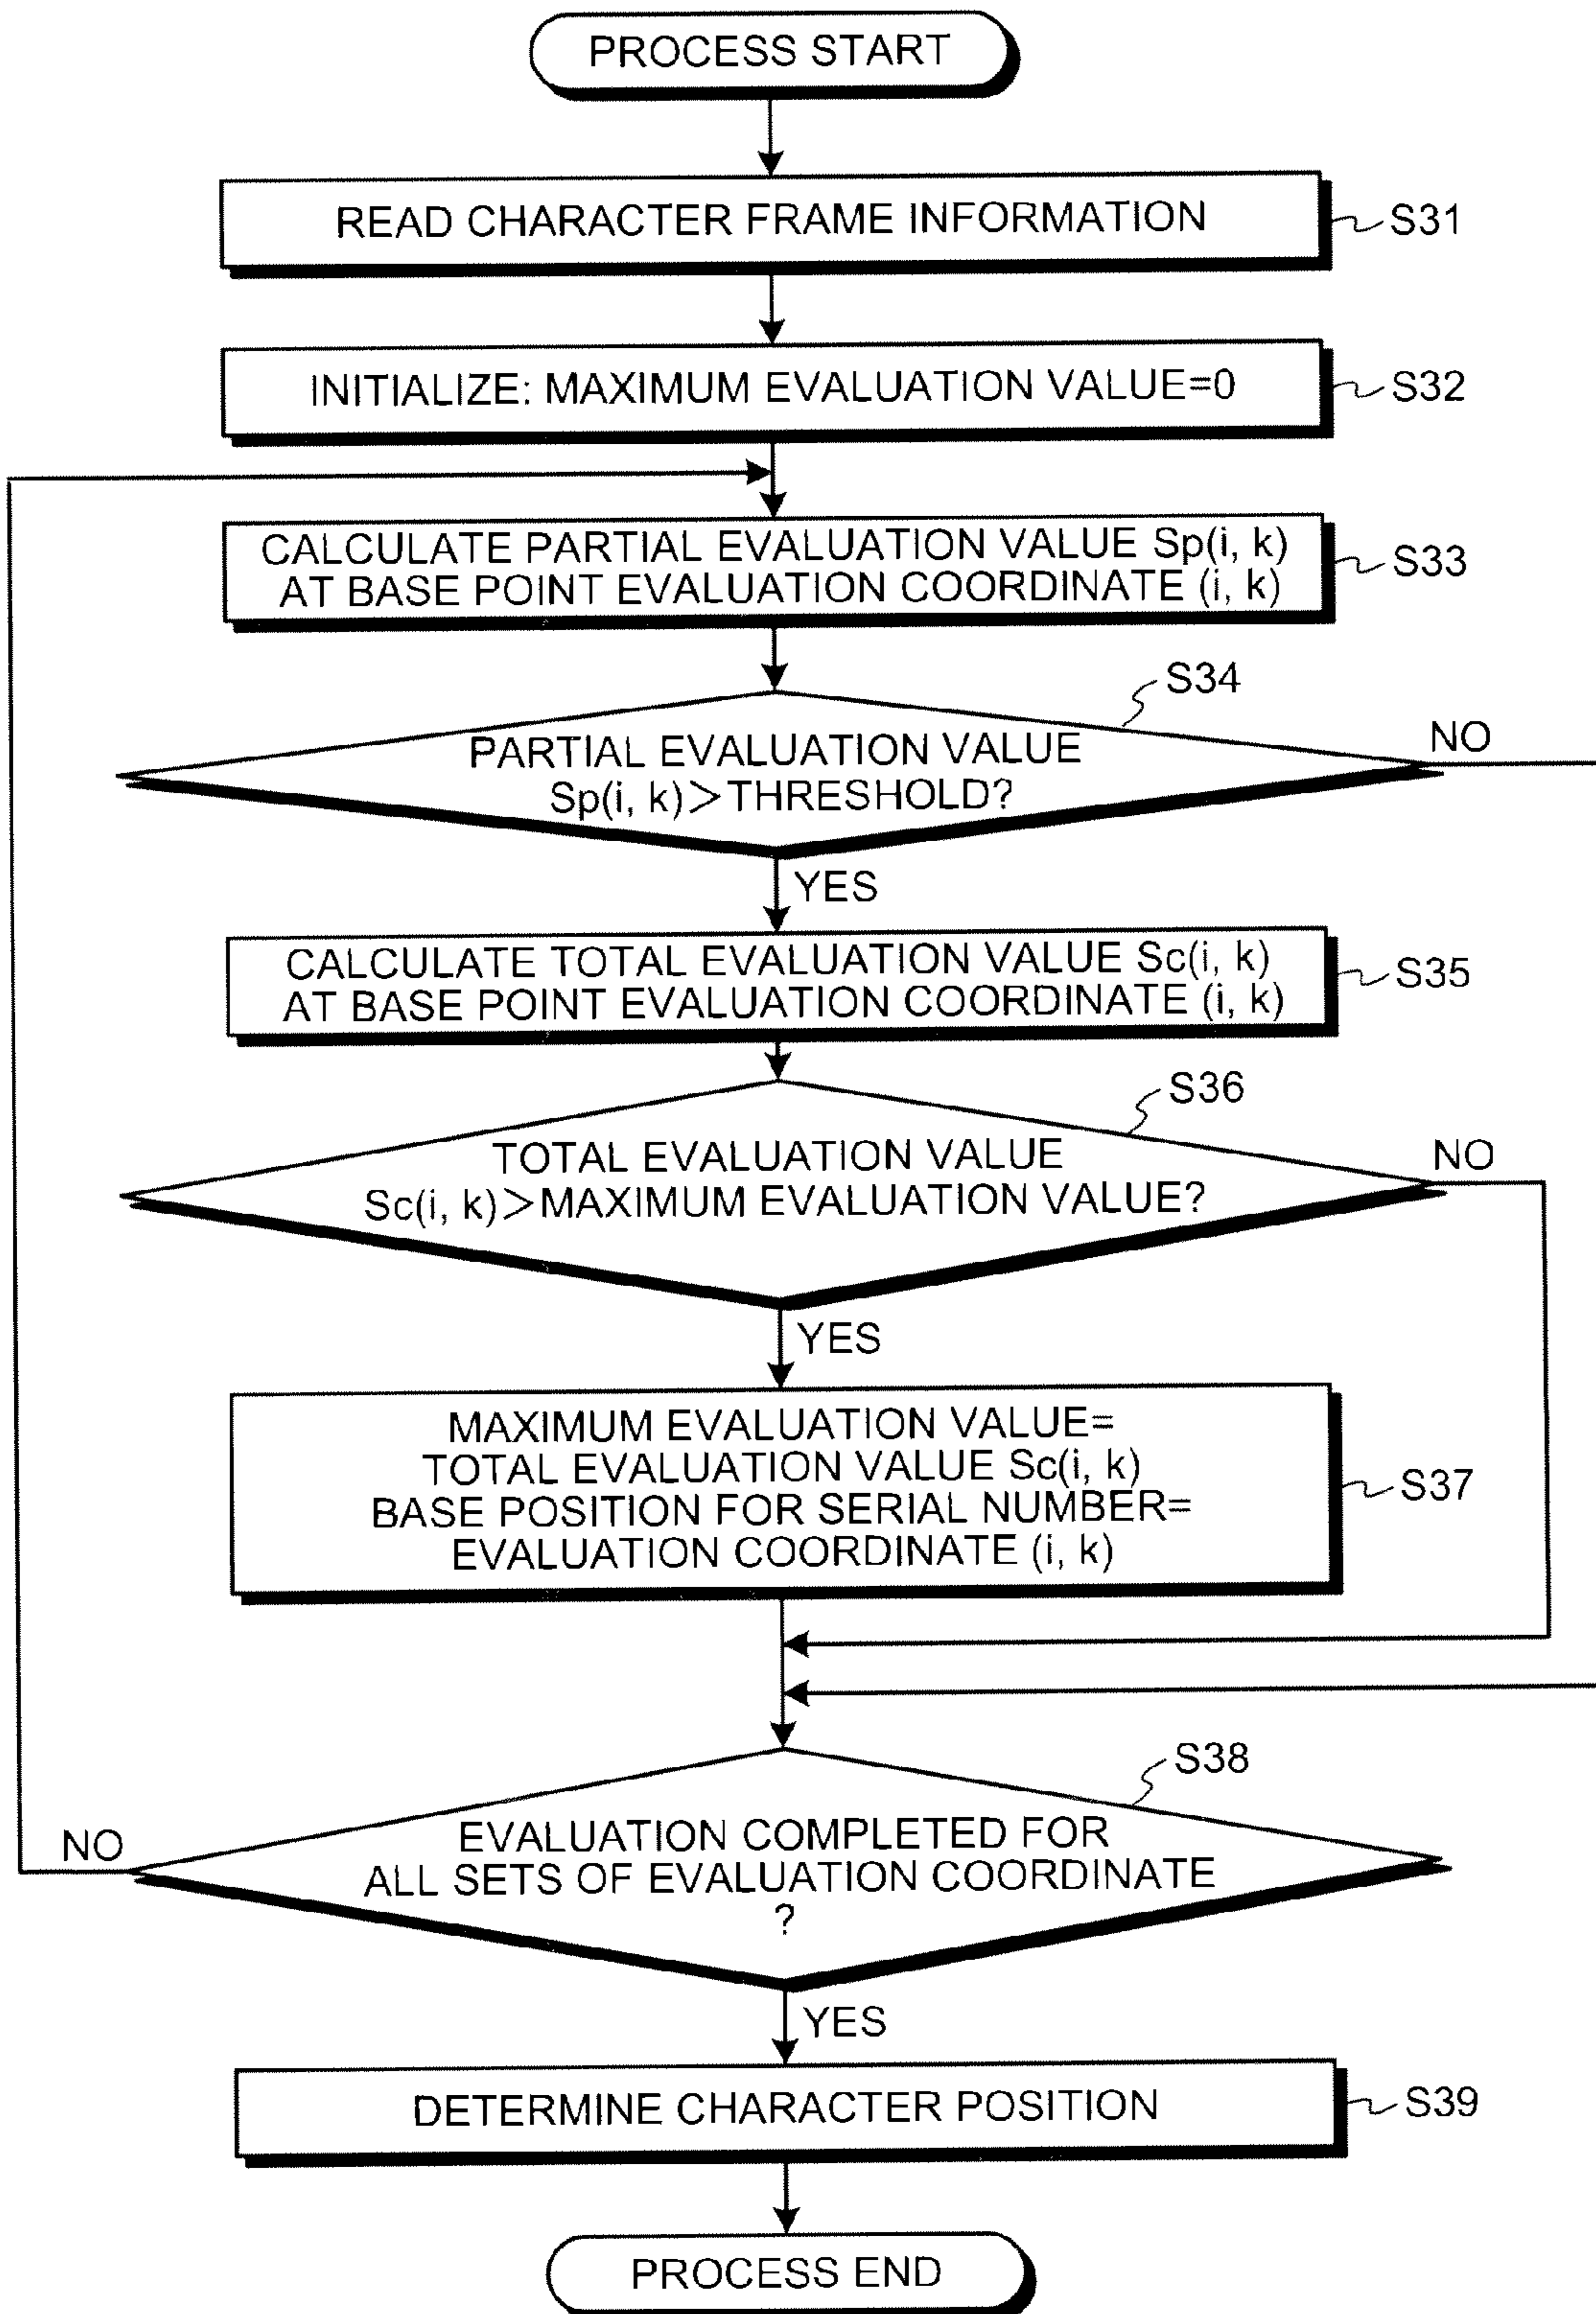 PROCESS START
READ CHARACTER FRAME INFORMATION
S31
INITIALIZE: MAXIMUM EVALUATION VALUE=0
S32
CALCULATE PARTIAL EVALUATION VALUE Sp(i, k)
AT BASE POINT EVALUATION COORDINATE (i, k)
S33
S34
PARTIAL EVALUATION VALUE
Sp(i, k)>THRESHOLD?
NO
YES
CALCULATE TOTAL EVALUATION VALUE Sc(i, k)
AT BASE POINT EVALUATION COORDINATE (i, k)
S35
S36
TOTAL EVALUATION VALUE
Sc(i, k)>MAXIMUM EVALUATION VALUE?
NO
YES
MAXIMUM EVALUATION VALUE=
TOTAL EVALUATION VALUE Sc(i, k)
BASE POSITION FOR SERIAL NUMBER=
EVALUATION COORDINATE (i, k)
S37
S38
EVALUATION COMPLETED FOR
ALL SETS OF EVALUATION COORDINATE
?
NO
YES
DETERMINE CHARACTER POSITION
S39
PROCESS END